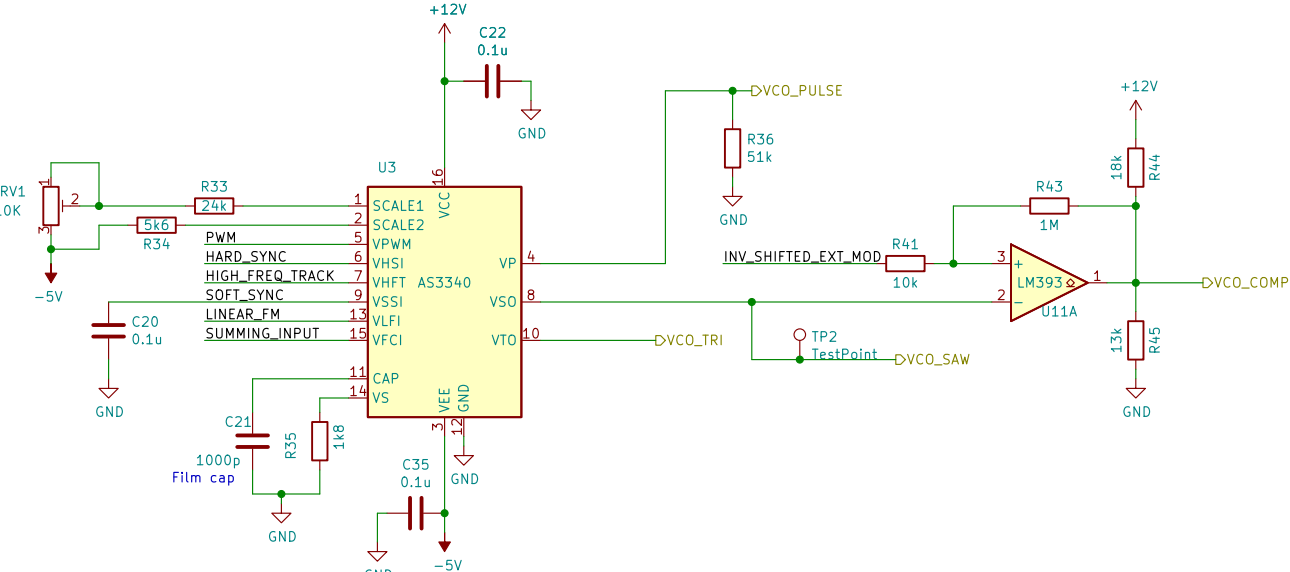 +12V
C22
0.1u
GND
VCO_PULSE
R36
51k
GND
+12V
18k
R44
R43
1M
U3
16
VCC
RV1
1
2
3
-5V
R33
24k
5k6
R34
1
SCALE1
2
SCALE2
PWM
5
VPWM
HARD_SYNC
6
VHSI
HIGH_FREQ_TRACK
7
VHFT
SOFT_SYNC
9
VSSI
LINEAR_FM
13
VLFI
SUMMING_INPUT
15
VFCI
11
CAP
14
VS
AS3340
VP
4
VSO
8
VTO
10
VEE
3
GND
12
INV_SHIFTED_EXT_MOD
R41
10k
3
+
2
−
LM393
1
U11A
VCO_COMP
13k
R45
GND
VCO_TRI
TP2
TestPoint
VCO_SAW
C20
0.1u
GND
C21
1000p
Film cap
R35
1k8
GND
GND
C35
0.1u
-5V